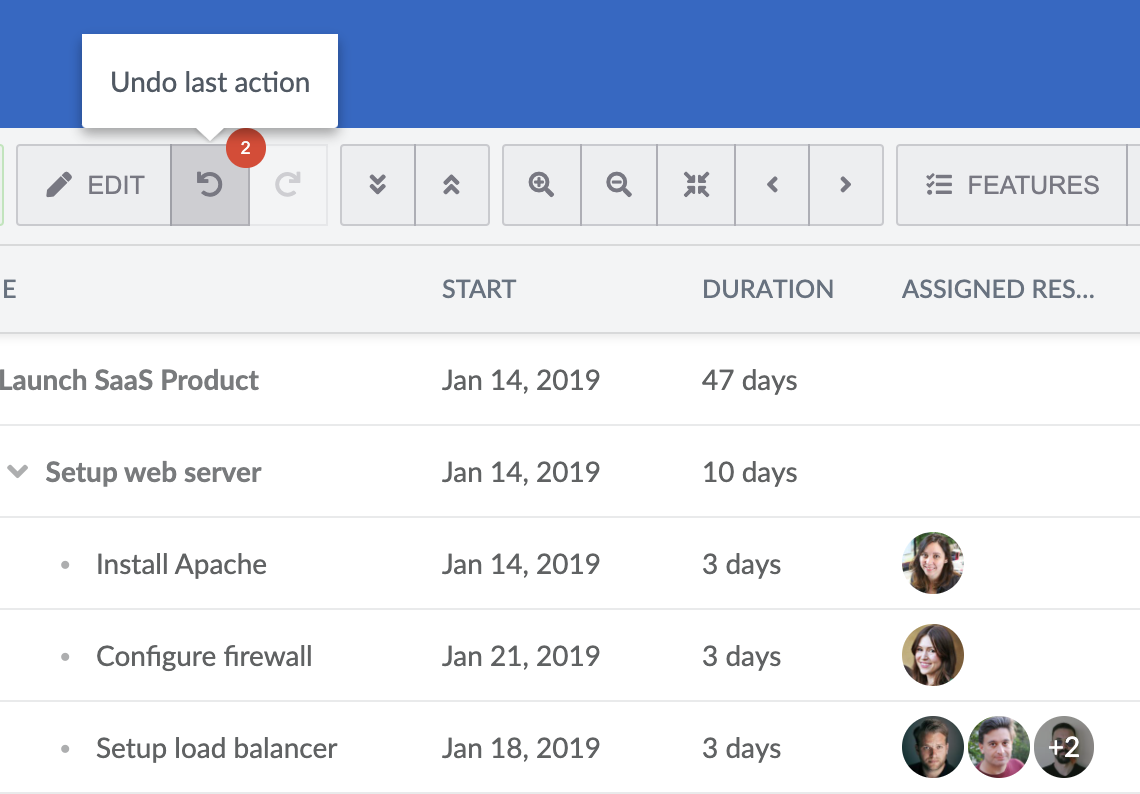 Undo last action
2
EDIT
FEATURES
E START DURATION ASSIGNED RES...
Launch SaaS Product Jan 14, 2019 47 days
Setup web server Jan 14, 2019 10 days
Install Apache Jan 14, 2019 3 days
Configure firewall Jan 21, 2019 3 days
Setup load balancer Jan 18, 2019 3 days +2